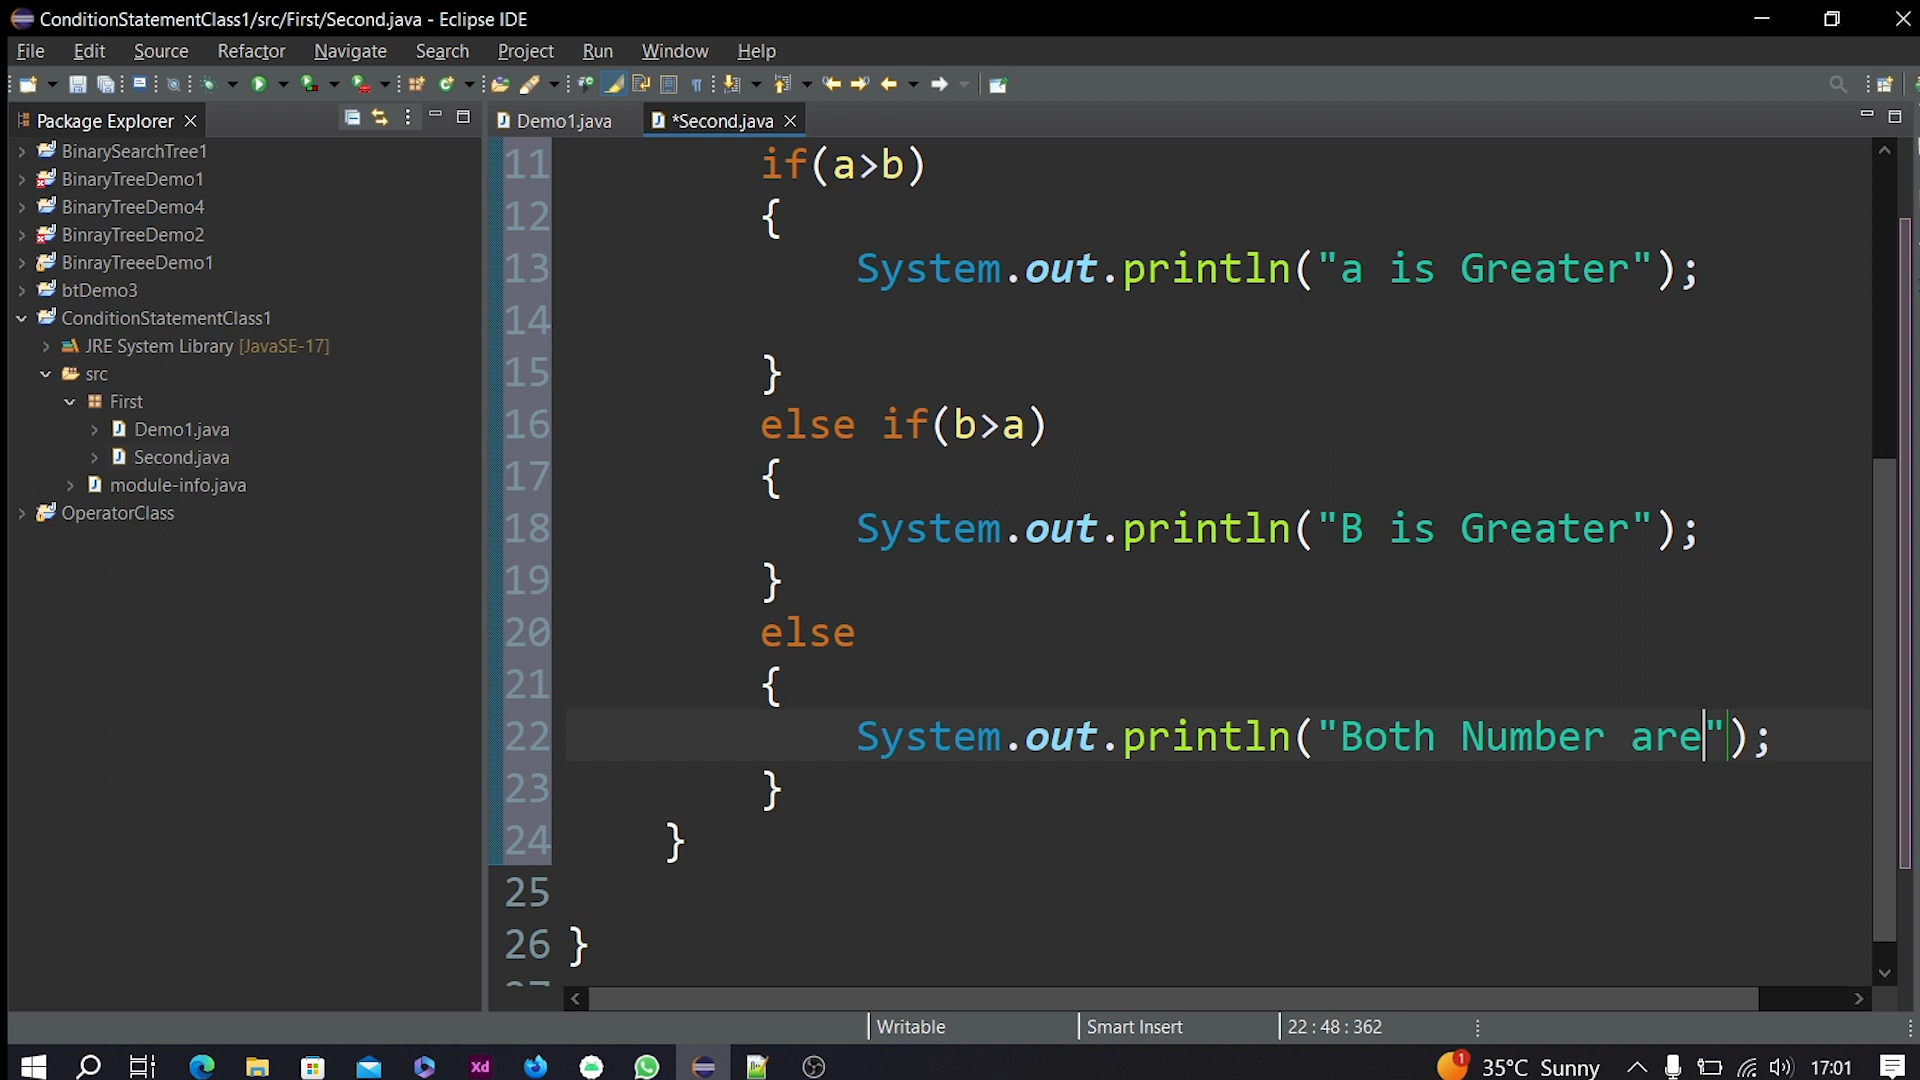 ConditionStatementClass1/src/First/Second.java - Eclipse IDE
File Edit Source Refactor Navigate Search Project Run Window Help
Package Explorer
Demo1.java
*Second.java
BinarySearchTree1
BinaryTreeDemo1
BinaryTreeDemo4
BinrayTreeDemo2
BinrayTreeeDemo1
btDemo3
ConditionStatementClass1
JRE System Library [JavaSE-17]
src
First
Demo1.java
Second.java
module-info.java
OperatorClass
11 if(a>b)
12 {
13 System.out.println("a is Greater");
14
15 }
16 else if(b>a)
17 {
18 System.out.println("B is Greater");
19 }
20 else
21 {
22 System.out.println("Both Number are");
23 }
24 }
25
26 }
Writable Smart Insert 22 : 48 : 362
xd 1 35°C Sunny 17:01